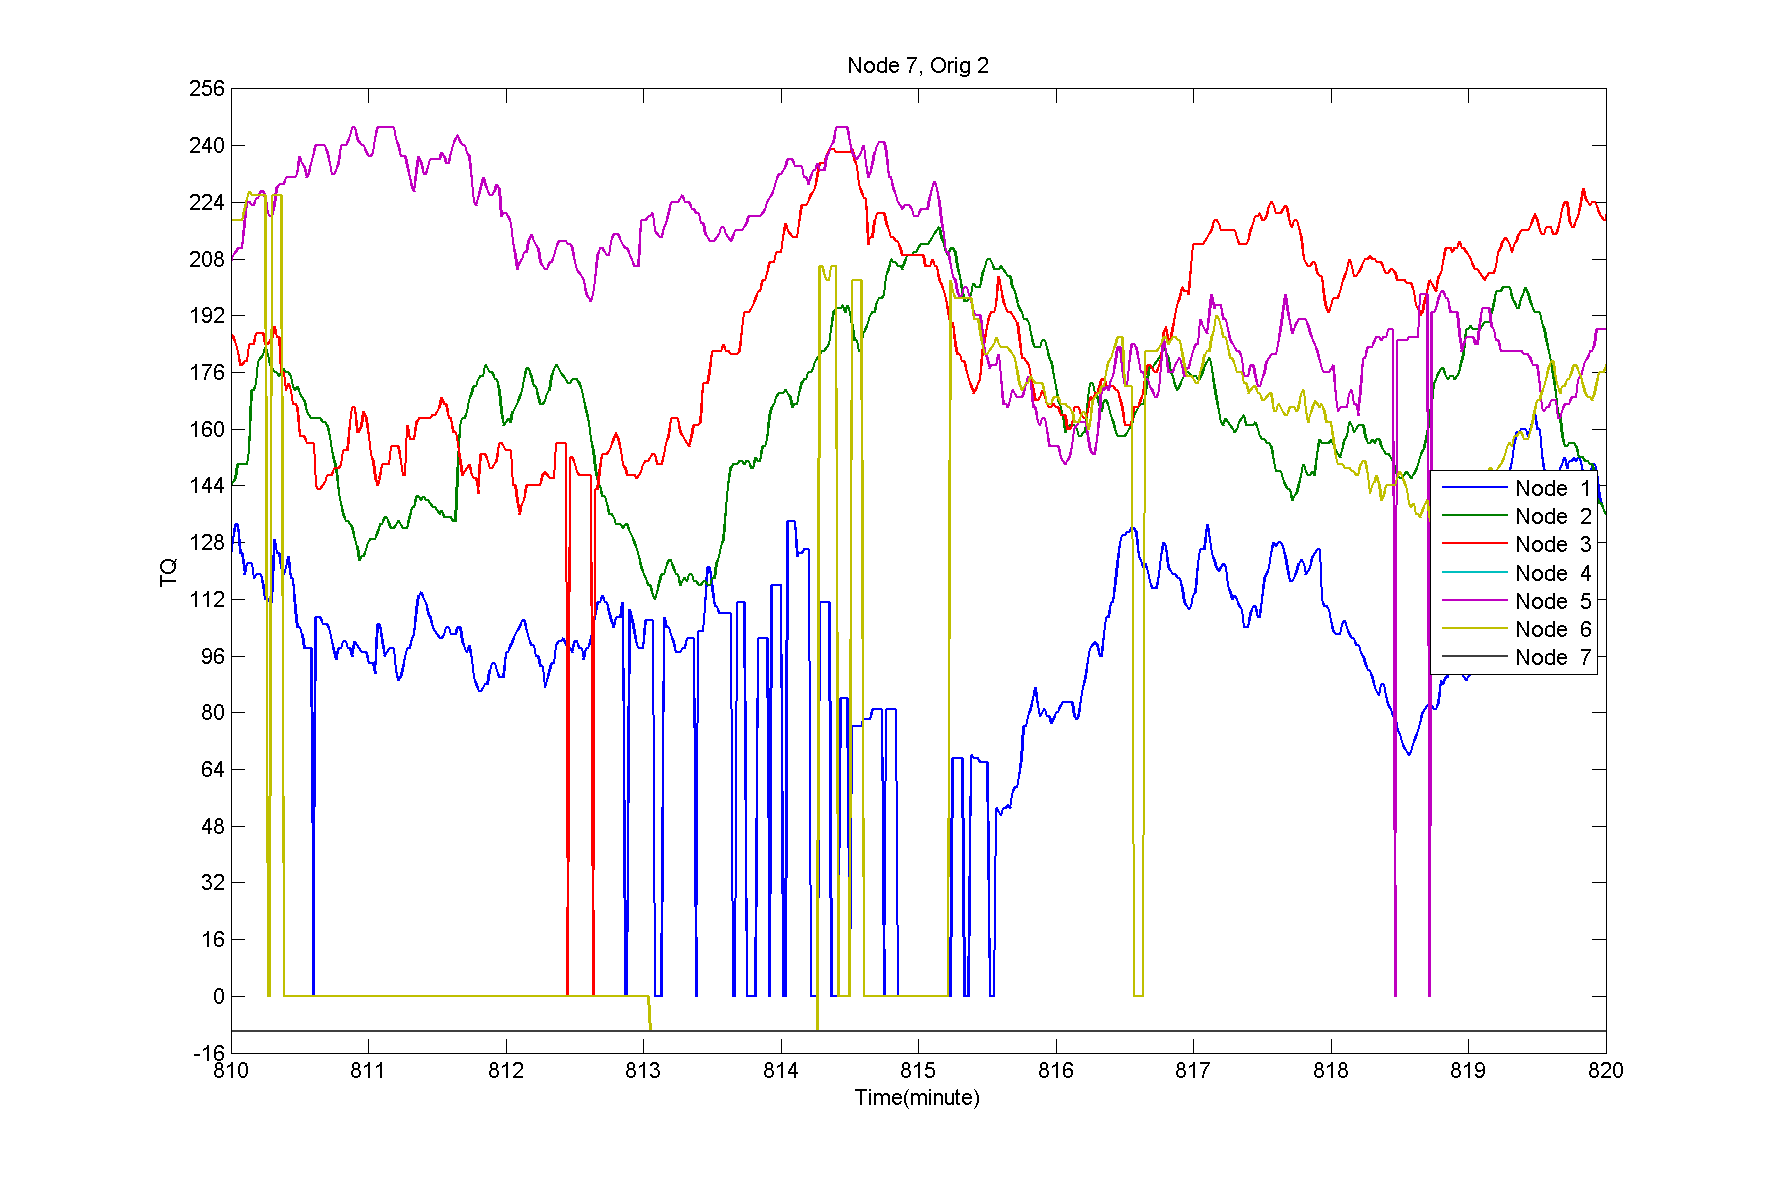 Node 7, Orig 2
256
240
224
208
192
176
160
144
128
112
96
80
64
48
32
16
0
-16
TQ
Node 1
Node 2
Node 3
Node 4
Node 5
Node 6
Node 7
810 811 812 813 814 815 816 817 818 819 820
Time(minute)